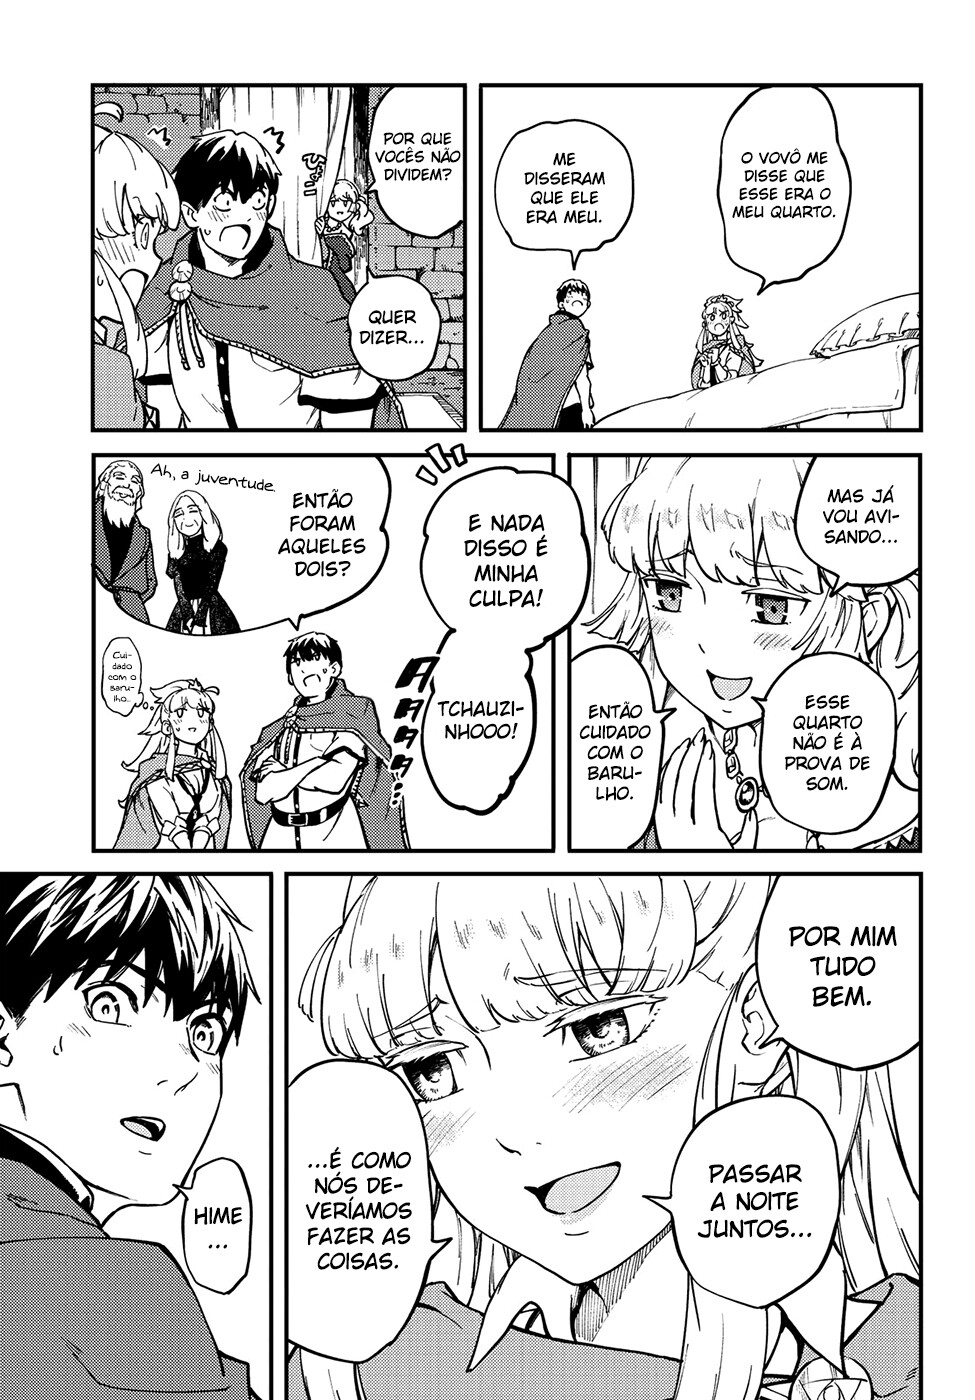 O VOVÔ ME
DISSE QUE
ESSE ERA O
MEU QUARTO.
ME
DISSERAM
QUE ELE
ERA MEU.
POR QUE
VOCÊS NÃO
DIVIDEM?
QUER
DIZER...
MAS JÁ
VOU AVI-
SANDO...
ESSE
QUARTO
NÃO É À
PROVA DE
SOM.
ENTÃO
CUIDADO
COM O
BARU-
LHO.
E NADA
DISSO É
MINHA
CULPA!
TCHAUZI-
NHOOO!
Ah, a juventude.
ENTÃO
FORAM
AQUELES
DOIS?
Cui-
dado
com o
baru-
lho.
POR MIM
TUDO
BEM.
PASSAR
A NOITE
JUNTOS...
...É COMO
NÓS DE-
VERÍAMOS
FAZER AS
COISAS.
HIME
...